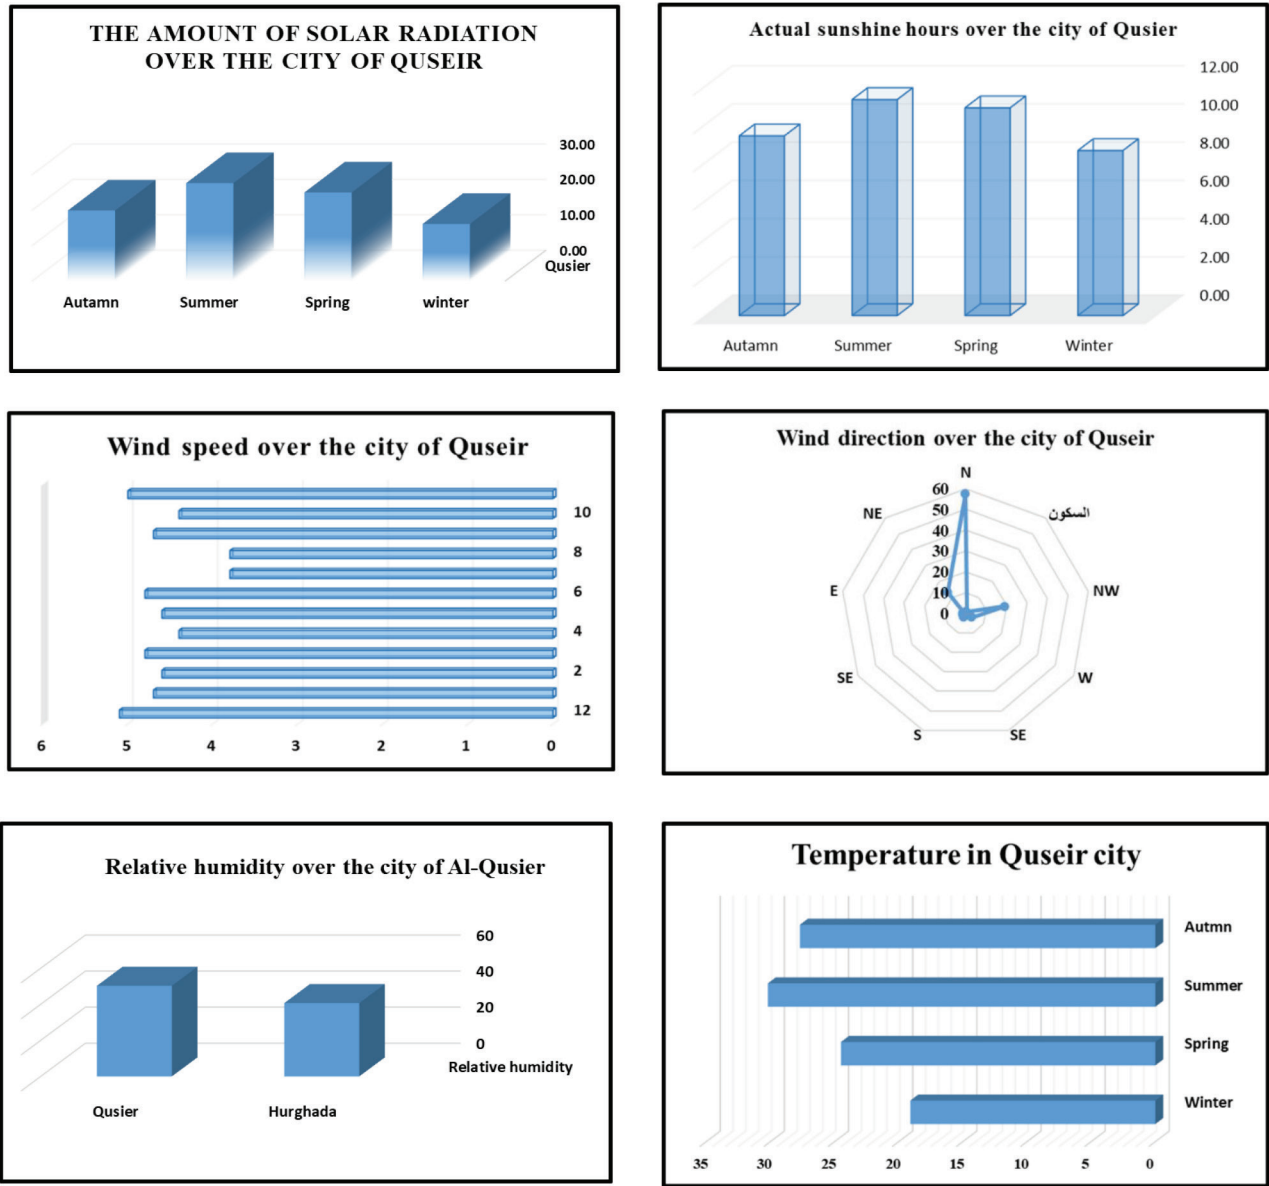 THE AMOUNT OF SOLAR RADIATION
OVER THE CITY OF QUSEIR
30.00
20.00
10.00
0.00
Qusier
Autamn Summer Spring winter
Actual sunshine hours over the city of Qusier
12.00
10.00
8.00
6.00
4.00
2.00
0.00
Autamn Summer Spring Winter
Wind speed over the city of Quseir
10
8
6
4
2
12
6 5 4 3 2 1 0
Wind direction over the city of Quseir
N
60
50
40
30
20
10
0
السكون
NW
W
SE
S
SE
E
NE
Relative humidity over the city of Al-Qusier
60
40
20
0
Relative humidity
Qusier Hurghada
Temperature in Quseir city
Autmn
Summer
Spring
Winter
35 30 25 20 15 10 5 0